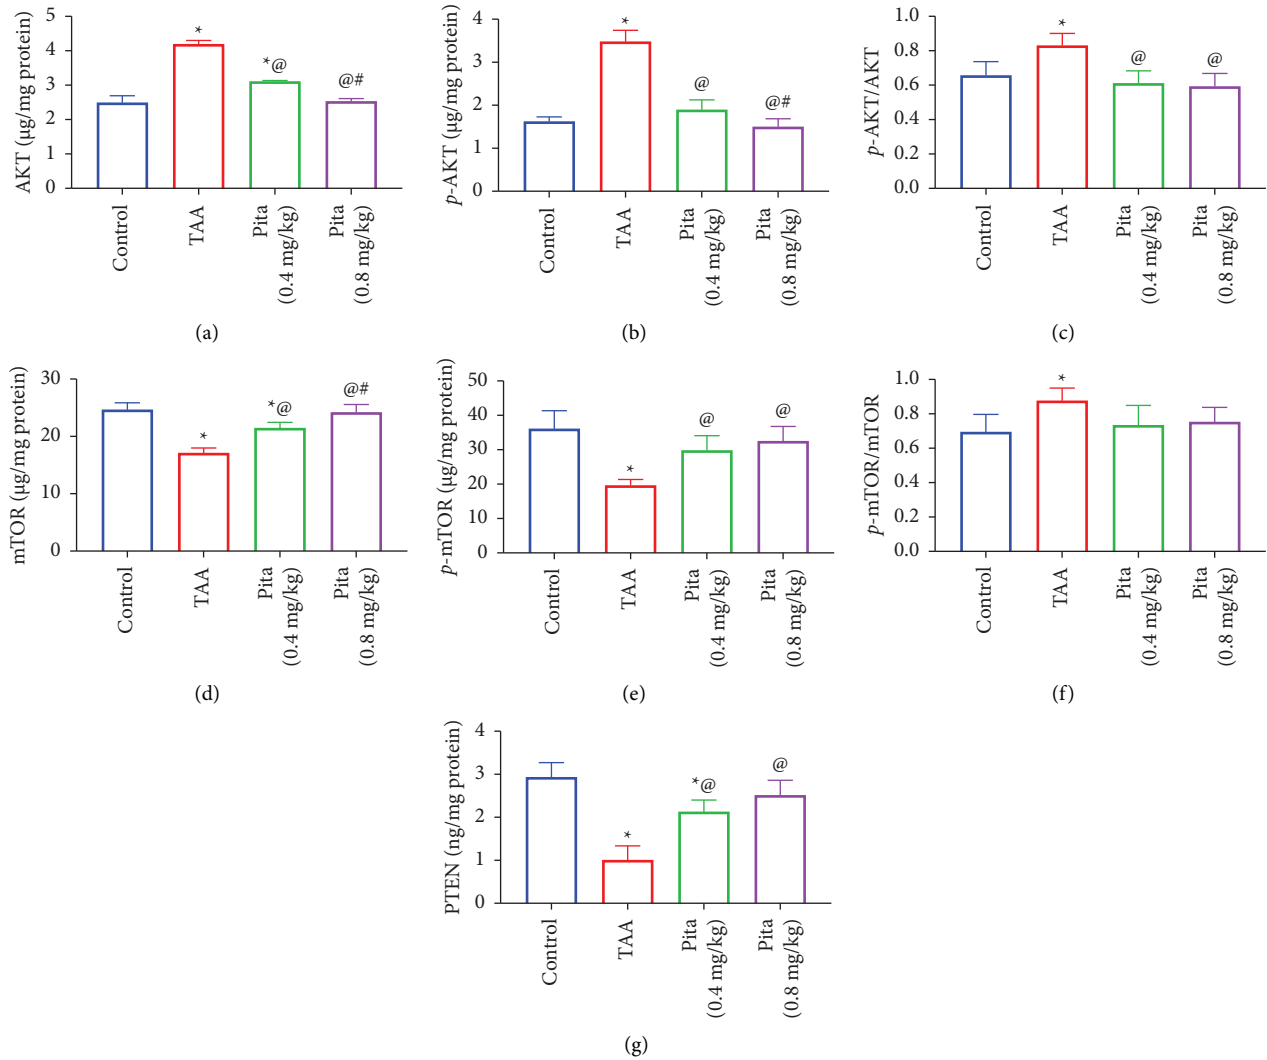 AKT (µg/mg protein)
5
4
3
2
1
0
*
*@
@#
Control
TAA
Pita
(0.4 mg/kg)
Pita
(0.8 mg/kg)
(a)
p-AKT (µg/mg protein)
4
3
2
1
0
*
@
@#
Control
TAA
Pita
(0.4 mg/kg)
Pita
(0.8 mg/kg)
(b)
p-AKT/AKT
1.0
0.8
0.6
0.4
0.2
0.0
*
@
@
Control
TAA
Pita
(0.4 mg/kg)
Pita
(0.8 mg/kg)
(c)
mTOR (µg/mg protein)
30
20
10
0
*
*@
@#
Control
TAA
Pita
(0.4 mg/kg)
Pita
(0.8 mg/kg)
(d)
p-mTOR (µg/mg protein)
50
40
30
20
10
0
*
@
@
Control
TAA
Pita
(0.4 mg/kg)
Pita
(0.8 mg/kg)
(e)
p-mTOR/mTOR
1.0
0.8
0.6
0.4
0.2
0.0
*
Control
TAA
Pita
(0.4 mg/kg)
Pita
(0.8 mg/kg)
(f)
PTEN (ng/mg protein)
4
3
2
1
0
*
*@
@
Control
TAA
Pita
(0.4 mg/kg)
Pita
(0.8 mg/kg)
(g)